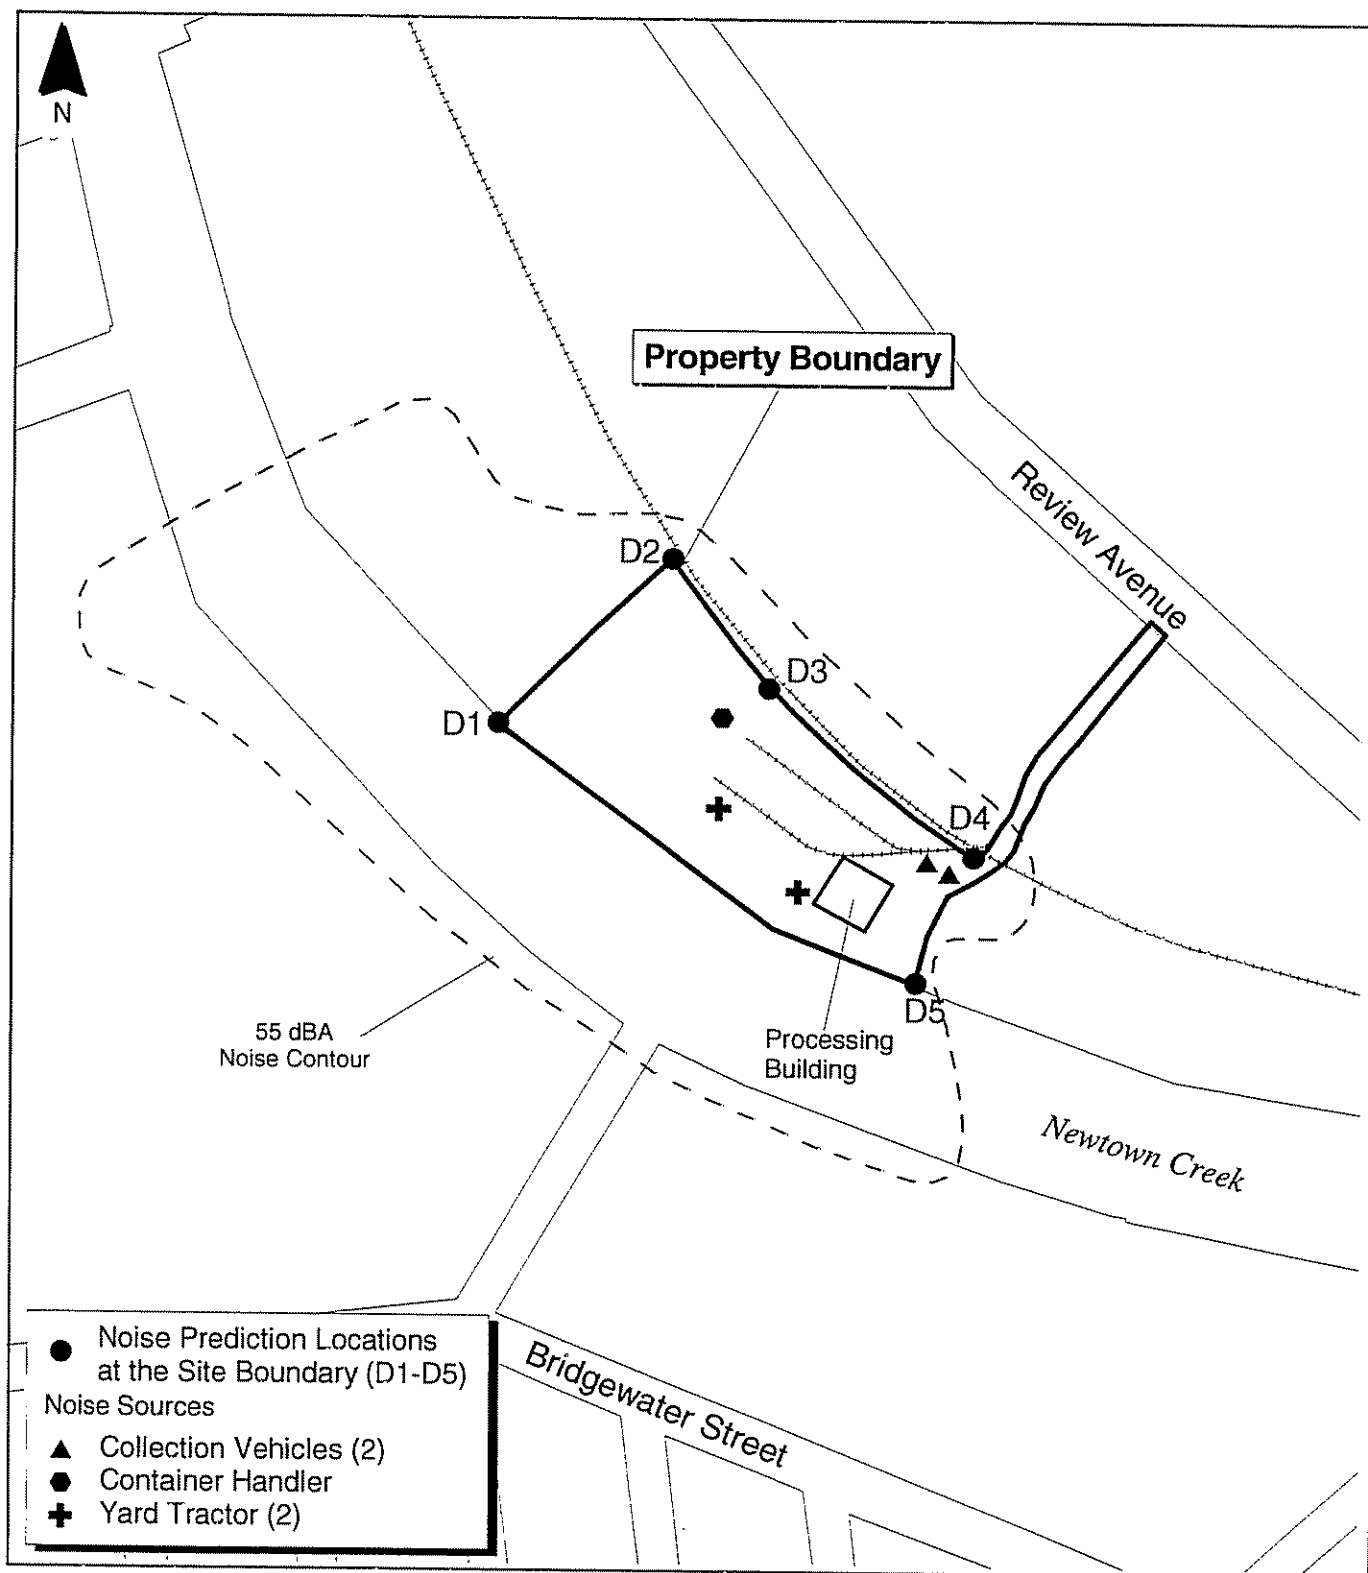 N
Property Boundary
Review Avenue
D2
D3
D1
D4
D5
55 dBA
Noise Contour
Processing
Building
Newtown Creek
Bridgewater Street
Noise Prediction Locations
at the Site Boundary (D1-D5)
Noise Sources
Collection Vehicles (2)
Container Handler
Yard Tractor (2)